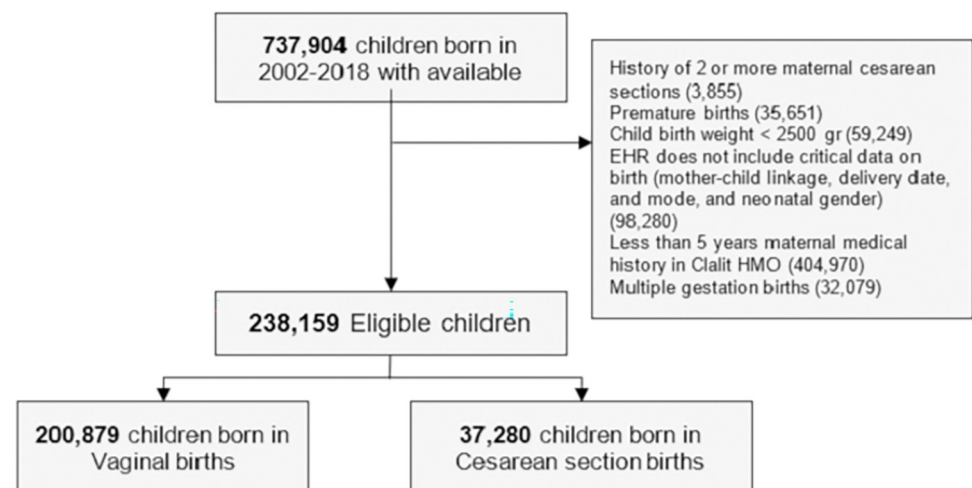 737,904 children born in
2002-2018 with available
History of 2 or more maternal cesarean
sections (3,855)
Premature births (35,651)
Child birth weight < 2500 gr (59,249)
EHR does not include critical data on
birth (mother-child linkage, delivery date,
and mode, and neonatal gender)
(98,280)
Less than 5 years maternal medical
history in Clalit HMO (404,970)
Multiple gestation births (32,079)
238,159 Eligible children
200,879 children born in
Vaginal births
37,280 children born in
Cesarean section births